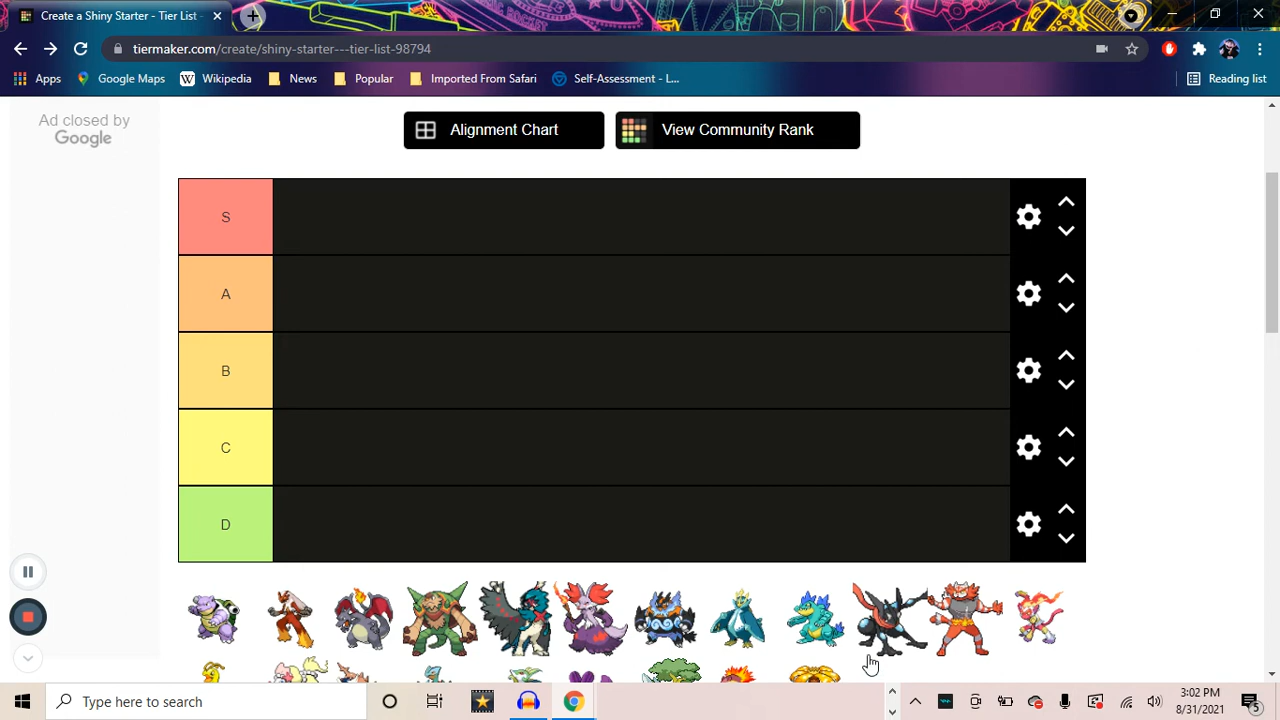 Create a Shiny Starter - Tier List -
tiermaker.com/create/shiny-starter---tier-list-98794
Apps Google Maps Wikipedia News Popular Imported From Safari Self-Assessment - L... Reading list
Ad closed by
Google
Alignment Chart View Community Rank
S
A
B
C
D
Type here to search
3:02 PM
8/31/2021
5